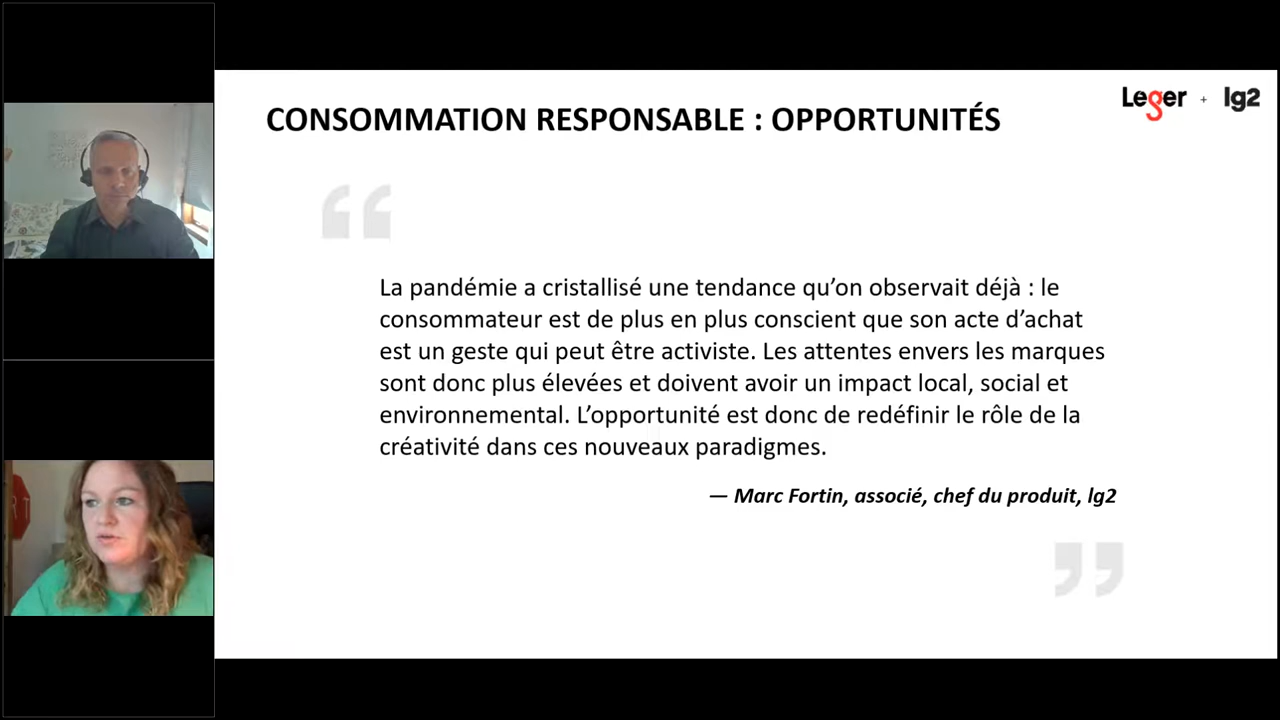 Leger + lg2
CONSOMMATION RESPONSABLE : OPPORTUNITÉS
“
La pandémie a cristallisé une tendance qu’on observait déjà : le
consommateur est de plus en plus conscient que son acte d’achat
est un geste qui peut être activiste. Les attentes envers les marques
sont donc plus élevées et doivent avoir un impact local, social et
environnemental. L’opportunité est donc de redéfinir le rôle de la
créativité dans ces nouveaux paradigmes.
— Marc Fortin, associé, chef du produit, lg2
”